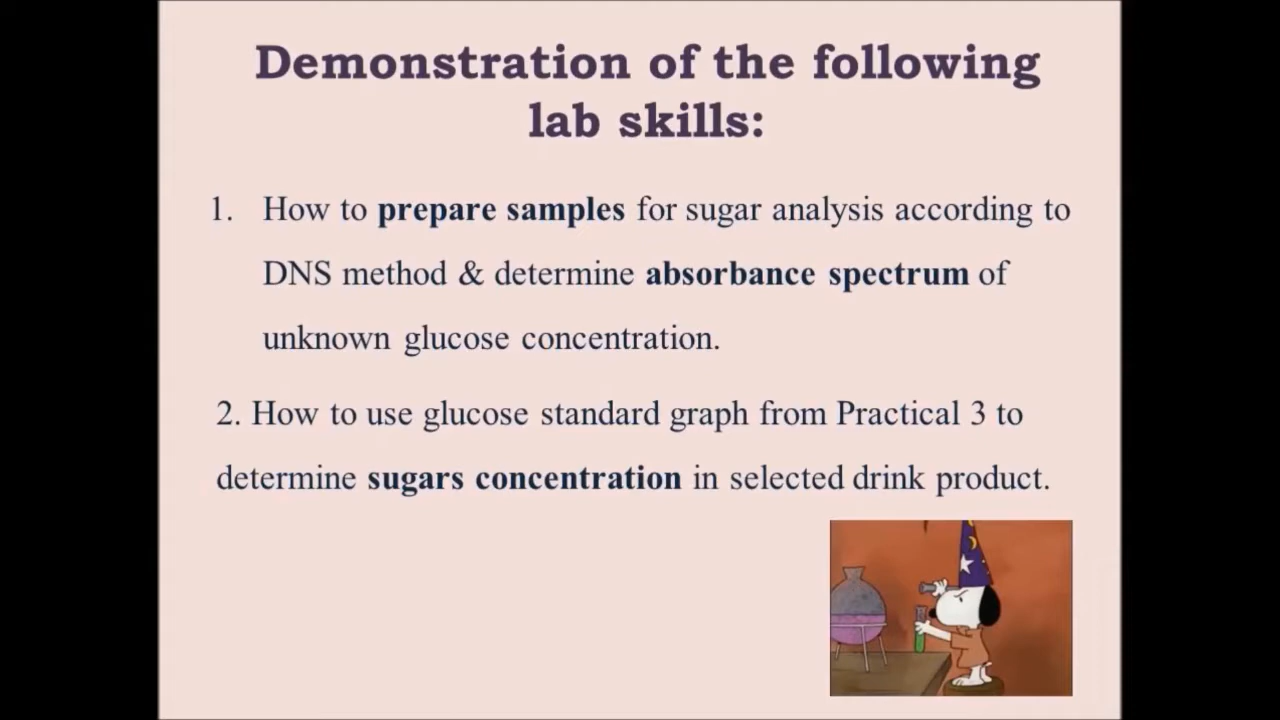 Demonstration of the following
lab skills:
1. How to prepare samples for sugar analysis according to
DNS method & determine absorbance spectrum of
unknown glucose concentration.
2. How to use glucose standard graph from Practical 3 to
determine sugars concentration in selected drink product.